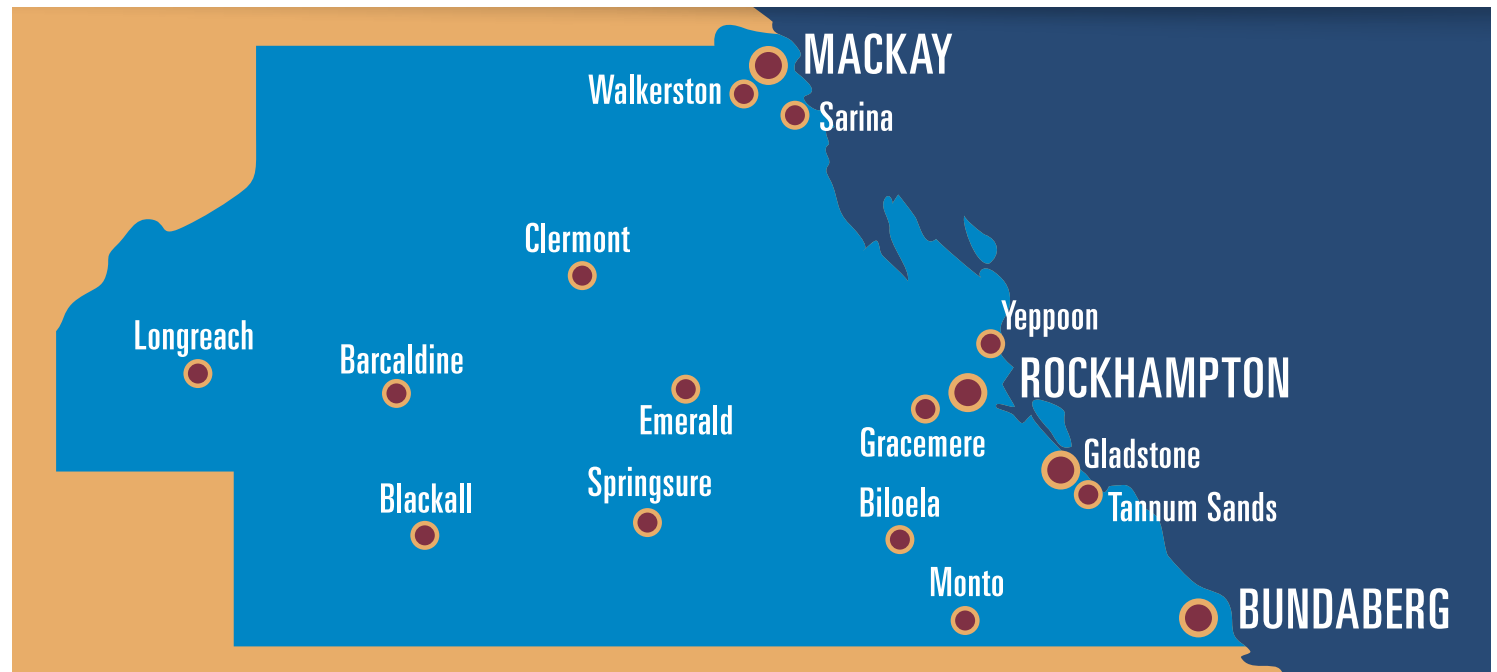 MACKAY
Walkerston
Sarina
Clermont
Yeppoon
Longreach
Barcaldine
ROCKHAMPTON
Emerald
Gracemere
Gladstone
Springsure
Blackall
Biloela
Tannum Sands
Monto
BUNDABERG